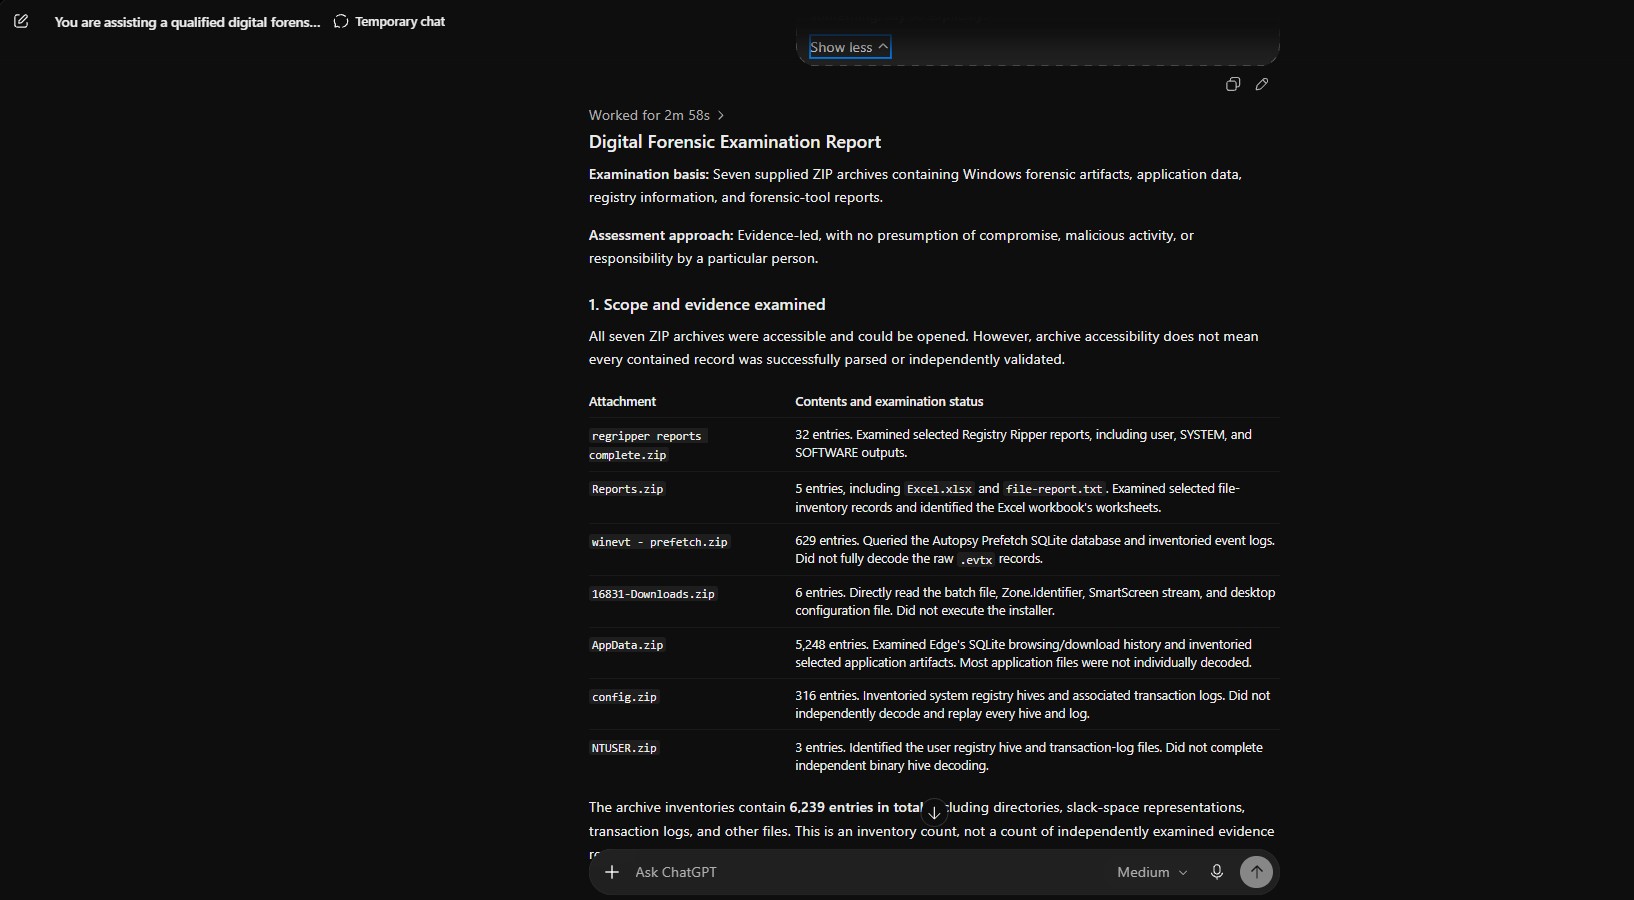 You are assisting a qualified digital forens... Temporary chat
Show less
Worked for 2m 58s
Digital Forensic Examination Report
Examination basis: Seven supplied ZIP archives containing Windows forensic artifacts, application data,
registry information, and forensic-tool reports.
Assessment approach: Evidence-led, with no presumption of compromise, malicious activity, or
responsibility by a particular person.
1. Scope and evidence examined
All seven ZIP archives were accessible and could be opened. However, archive accessibility does not mean
every contained record was successfully parsed or independently validated.
Attachment Contents and examination status
regripper reports 32 entries. Examined selected Registry Ripper reports, including user, SYSTEM, and
complete.zip SOFTWARE outputs.
Reports.zip 5 entries, including Excel.xlsx and file-report.txt. Examined selected file-
inventory records and identified the Excel workbook's worksheets.
winevt - prefetch.zip 629 entries. Queried the Autopsy Prefetch SQLite database and inventoried event logs.
Did not fully decode the raw .evtx records.
16831-Downloads.zip 6 entries. Directly read the batch file, Zone.Identifier, SmartScreen stream, and desktop
configuration file. Did not execute the installer.
AppData.zip 5,248 entries. Examined Edge's SQLite browsing/download history and inventoried
selected application artifacts. Most application files were not individually decoded.
config.zip 316 entries. Inventoried system registry hives and associated transaction logs. Did not
independently decode and replay every hive and log.
NTUSER.zip 3 entries. Identified the user registry hive and transaction-log files. Did not complete
independent binary hive decoding.
The archive inventories contain 6,239 entries in total cluding directories, slack-space representations,
transaction logs, and other files. This is an inventory count, not a count of independently examined evidence
Ask ChatGPT Medium